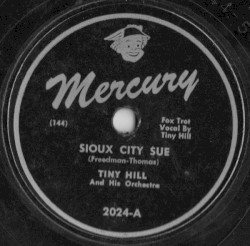 Mercury
(144)
Fox Trot
Vocal By
Tiny Hill
SIOUX CITY SUE
(Freedman-Thomas)
TINY HILL
And His Orchestra
2024-A